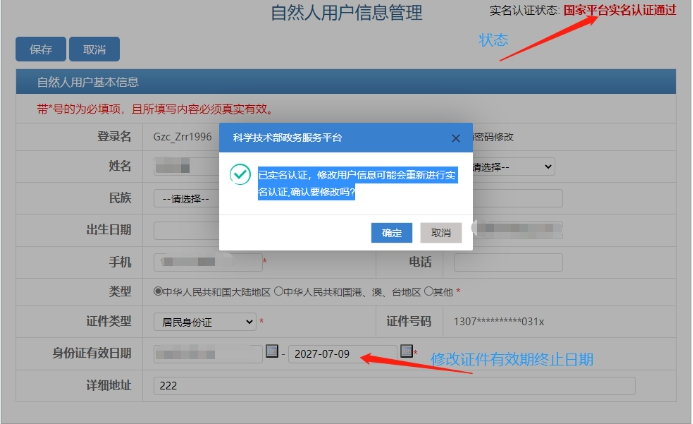 自然人用户信息管理
实名认证状态: 国家平台实名认证通过
状态
保存 取消
自然人用户基本信息
带*号的为必填项，且所填写内容必须真实有效。
科学技术部政务服务平台 ×
登录名 Gzc_Zrr1996 密码修改
已实名认证，修改用户信息可能会重新进行实
名认证,确认要修改吗?
确定 取消
姓名 请选择--
民族 --请选择--
出生日期
手机 * 电话
类型 中华人民共和国大陆地区 中华人民共和国港、澳、台地区 其他 *
证件类型 居民身份证 * 证件号码 1307**********031x
身份证有效日期 - 2027-07-09 *
修改证件有效期终止日期
详细地址 222